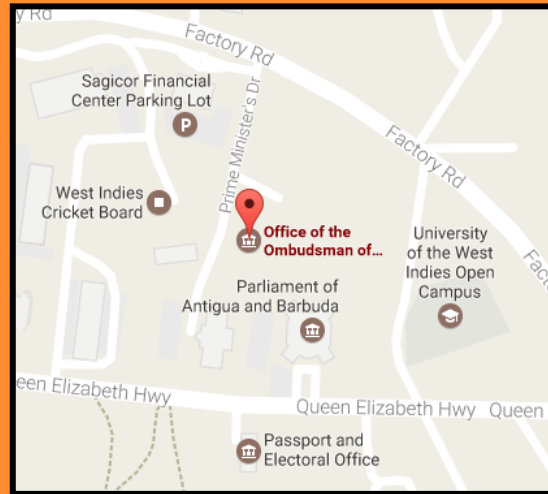 y Rd
Factory Rd
Sagicor Financial
Center Parking Lot
P
Prime Minister's Dr
Factory Rd
West Indies
Cricket Board
Office of the
Ombudsman of...
University
of the West
Indies Open
Campus
Facto
Parliament of
Antigua and Barbuda
een Elizabeth Hwy
Queen Elizabeth Hwy
Queen
Passport and
Electoral Office